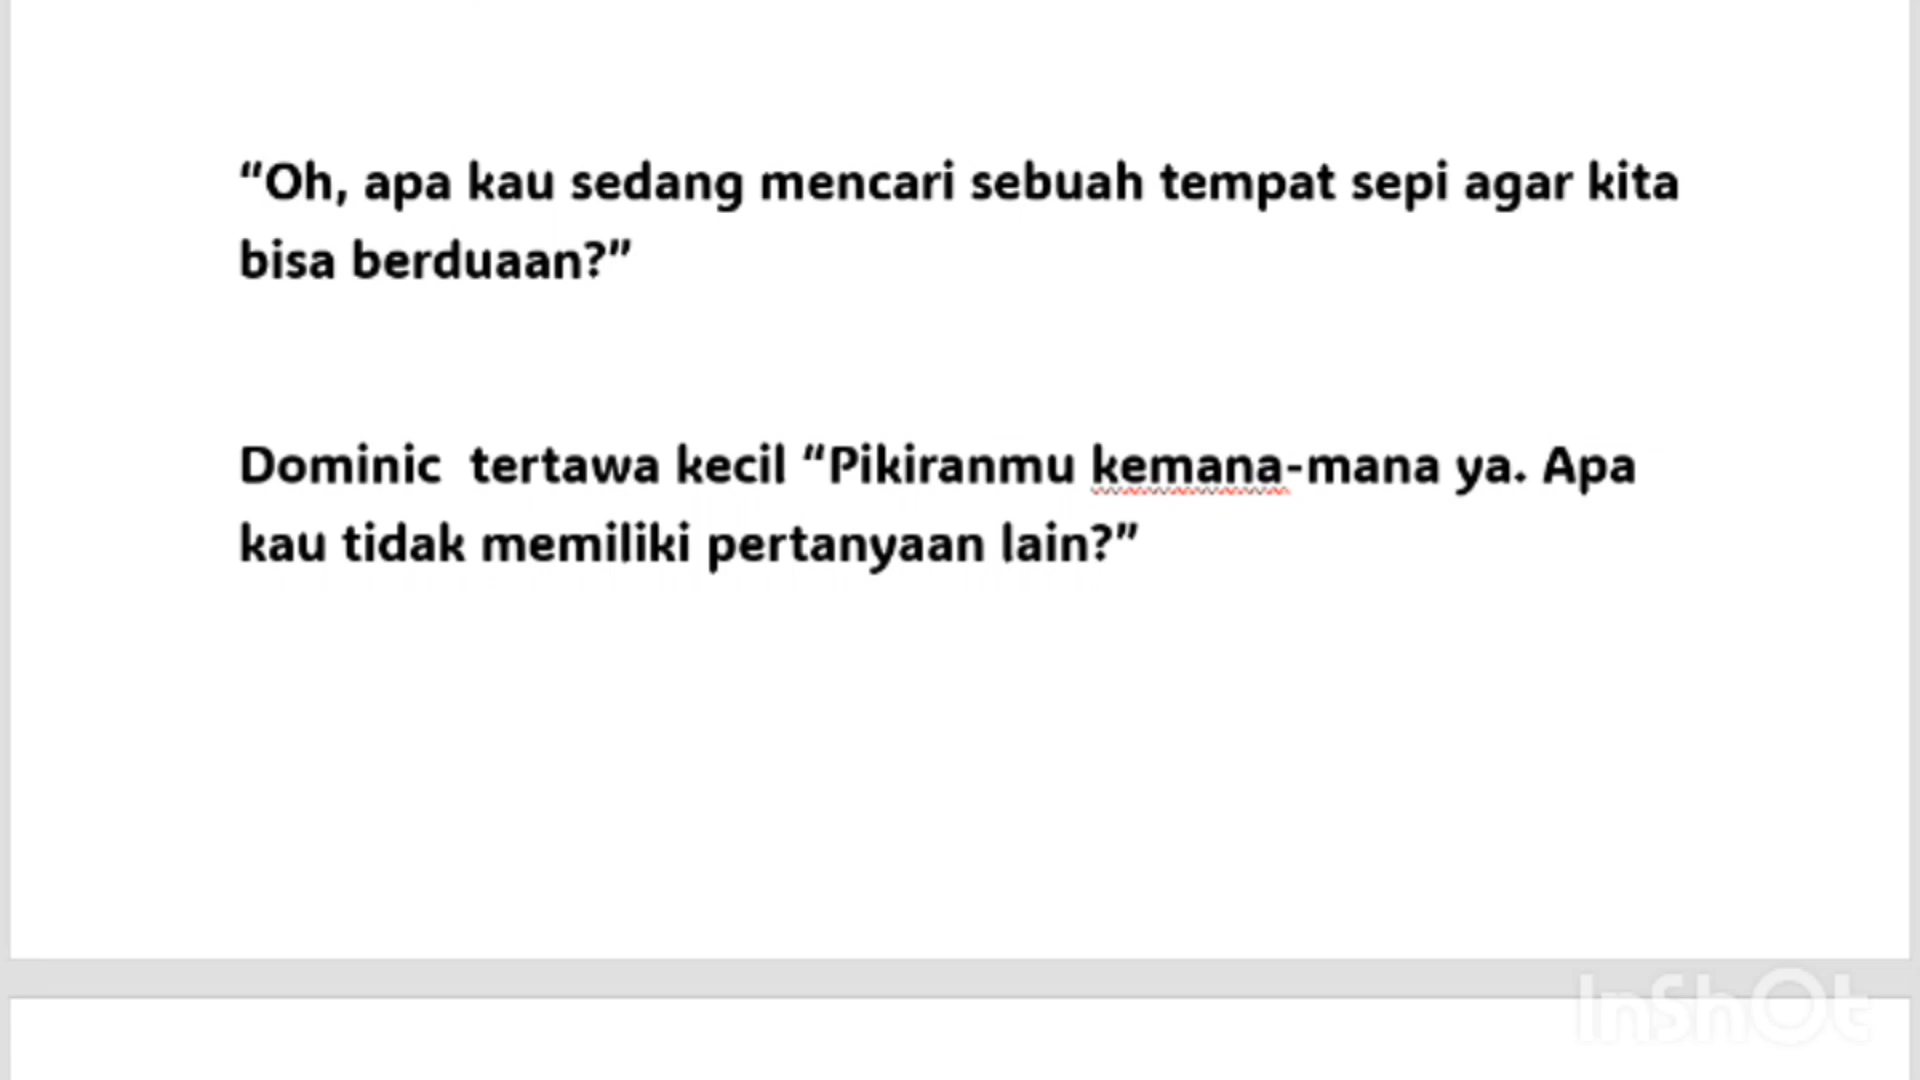 “Oh, apa kau sedang mencari sebuah tempat sepi agar kita
bisa berduaan?”
Dominic  tertawa kecil “Pikiranmu kemana-mana ya. Apa
kau tidak memiliki pertanyaan lain?”
InShOt